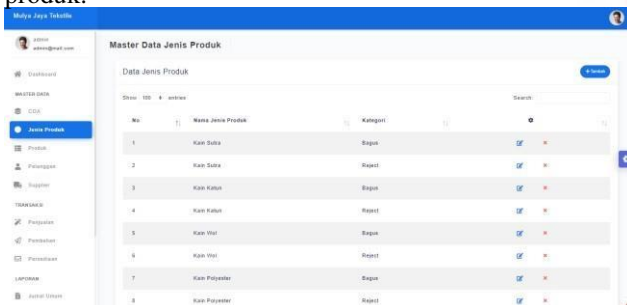 produk.
Mulya Jaya Tekstile
admin
admin@mail.com
Dashboard
MASTER DATA
COA
Jenis Produk
Produk
Pelanggan
Supplier
TRANSAKSI
Penjualan
Pembelian
Persediaan
LAPORAN
Jurnal Umum
Master Data Jenis Produk
Data Jenis Produk
+ Tambah
Show 100 entries
Search:
No Nama Jenis Produk Kategori
1 Kain Sutra Bagus
2 Kain Sutra Reject
3 Kain Katun Bagus
4 Kain Katun Reject
5 Kain Wol Bagus
6 Kain Wol Reject
7 Kain Polyester Bagus
8 Kain Polyester Reject